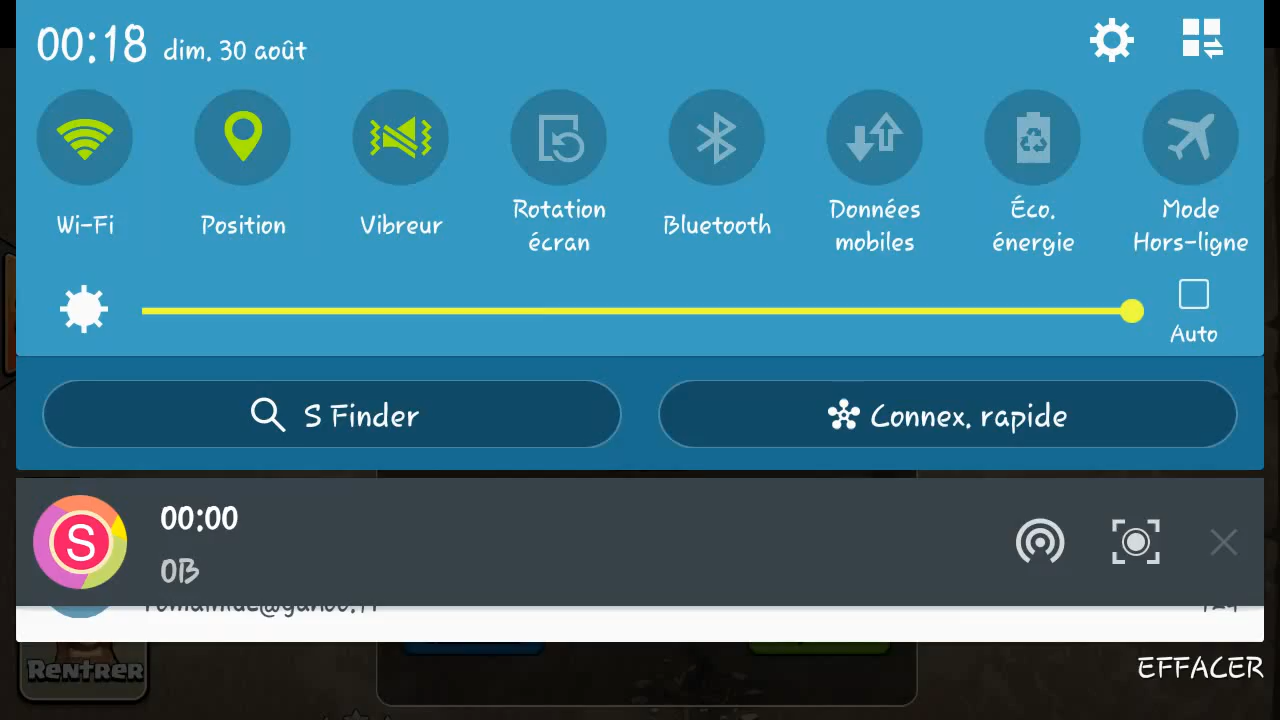 00:18 dim. 30 août
Wi-Fi
Position
Vibreur
Rotation
écran
Bluetooth
Données
mobiles
Éco.
énergie
Mode
Hors-ligne
Auto
S Finder
Connex. rapide
S
00:00
0B
RENTRER
EFFACER